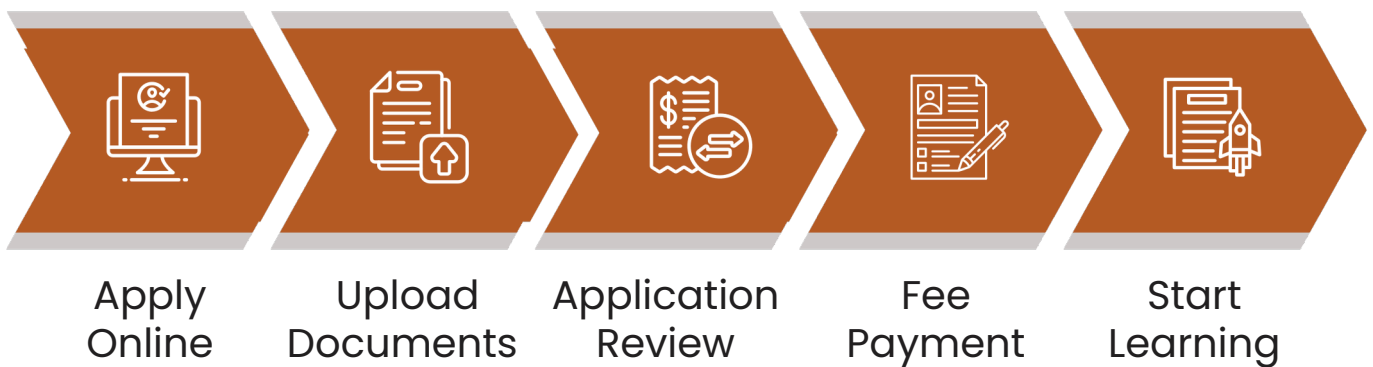 Apply
Online
Upload
Documents
$
Application
Review
Fee
Payment
Start
Learning